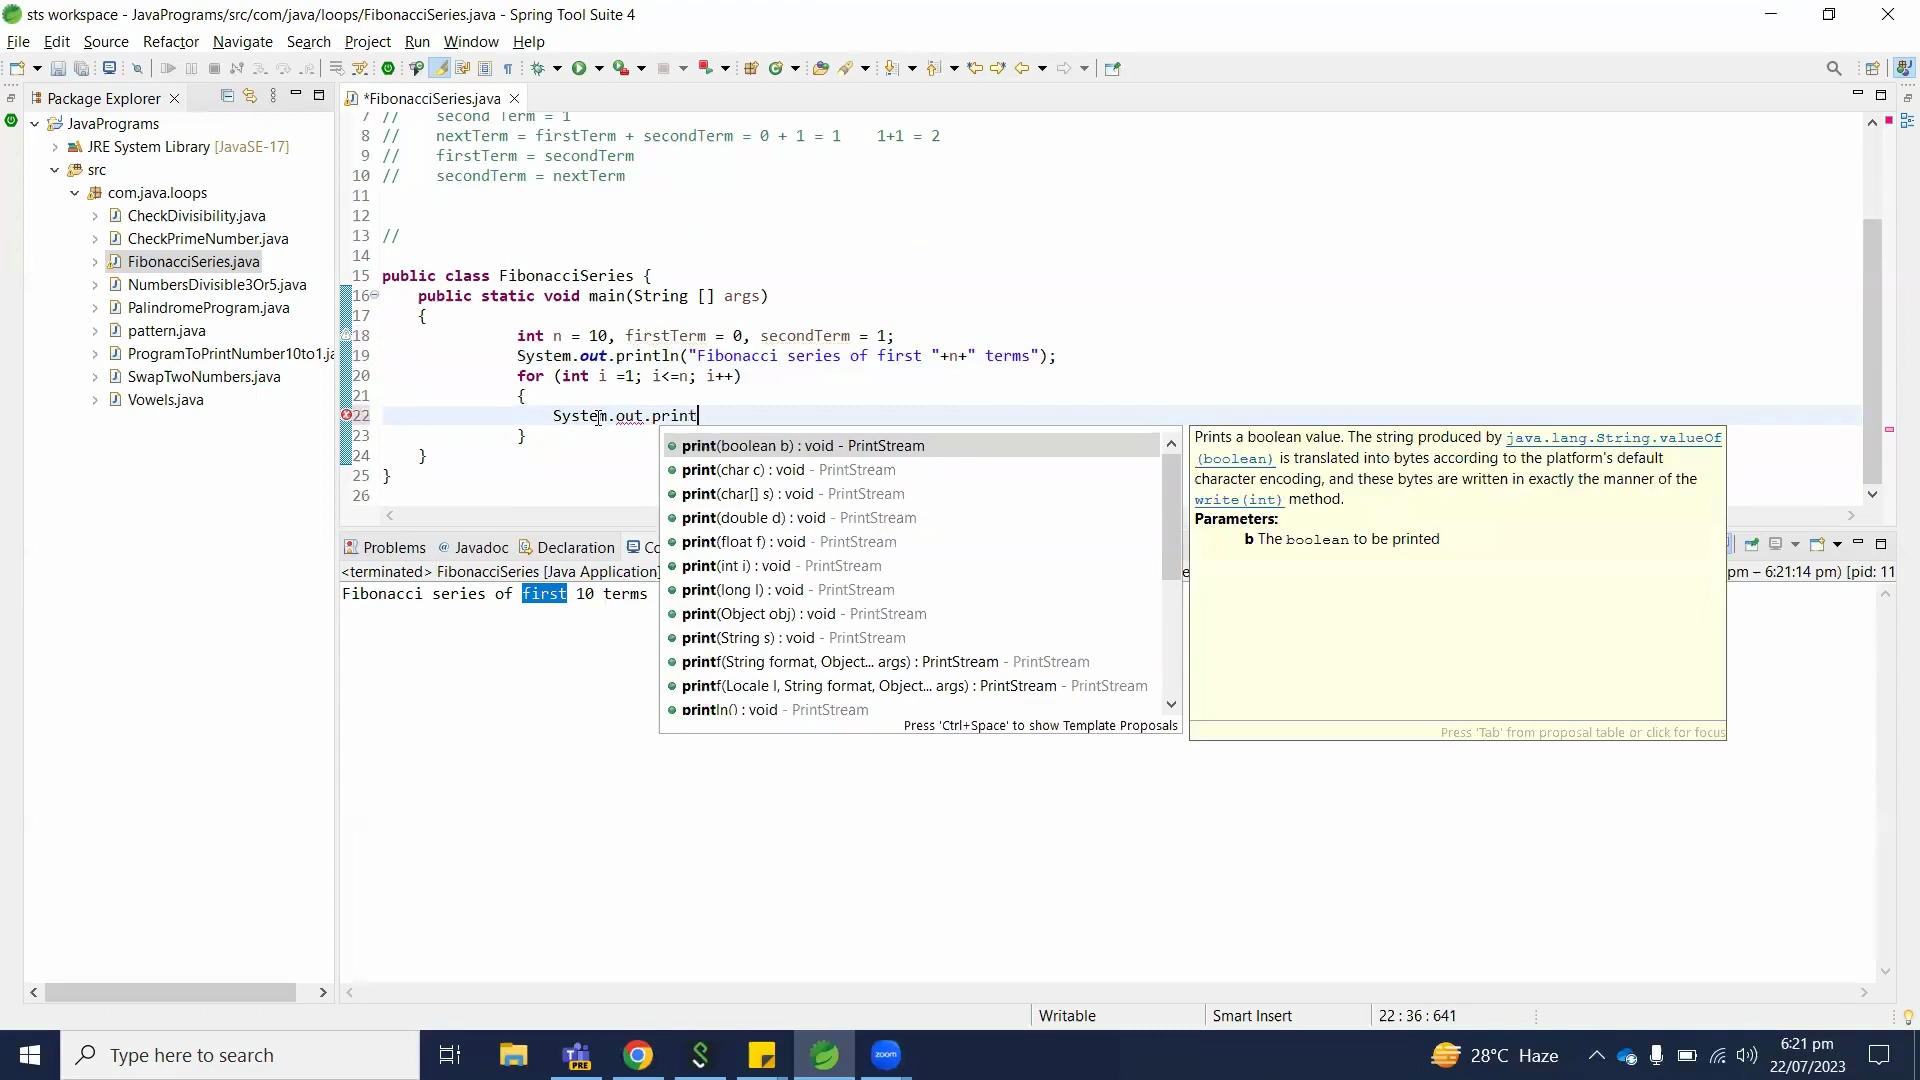 sts workspace - JavaPrograms/src/com/java/loops/FibonacciSeries.java - Spring Tool Suite 4
File Edit Source Refactor Navigate Search Project Run Window Help
Package Explorer
JavaPrograms
JRE System Library [JavaSE-17]
src
com.java.loops
CheckDivisibility.java
CheckPrimeNumber.java
FibonacciSeries.java
NumbersDivisible3Or5.java
PalindromeProgram.java
pattern.java
ProgramToPrintNumber10to1.ja
SwapTwoNumbers.java
Vowels.java
*FibonacciSeries.java
7 // second Term = 1
8 // nextTerm = firstTerm + secondTerm = 0 + 1 = 1 1+1 = 2
9 // firstTerm = secondTerm
10 // secondTerm = nextTerm
11
12
13 //
14
15 public class FibonacciSeries {
16 public static void main(String [] args)
17 {
18 int n = 10, firstTerm = 0, secondTerm = 1;
19 System.out.println("Fibonacci series of first "+n+" terms");
20 for (int i =1; i<=n; i++)
21 {
22 System.out.print
23 }
24 }
25 }
26
print(boolean b) : void - PrintStream
print(char c) : void - PrintStream
print(char[] s) : void - PrintStream
print(double d) : void - PrintStream
print(float f) : void - PrintStream
print(int i) : void - PrintStream
print(long l) : void - PrintStream
print(Object obj) : void - PrintStream
print(String s) : void - PrintStream
printf(String format, Object... args) : PrintStream - PrintStream
printf(Locale l, String format, Object... args) : PrintStream - PrintStream
println() : void - PrintStream
Press 'Ctrl+Space' to show Template Proposals
Prints a boolean value. The string produced by java.lang.String.valueOf
(boolean) is translated into bytes according to the platform's default
character encoding, and these bytes are written in exactly the manner of the
write(int) method.
Parameters:
b The boolean to be printed
Press 'Tab' from proposal table or click for focus
Problems Javadoc Declaration Co
<terminated> FibonacciSeries [Java Application]
pm – 6:21:14 pm) [pid: 11
Fibonacci series of first 10 terms
Writable Smart Insert 22 : 36 : 641
Type here to search
PRE
zoom
28°C Haze
6:21 pm
22/07/2023